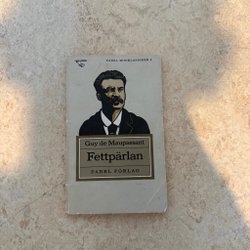 Guy de Maupassant
Fettpärlan
FABEL FÖRLAG